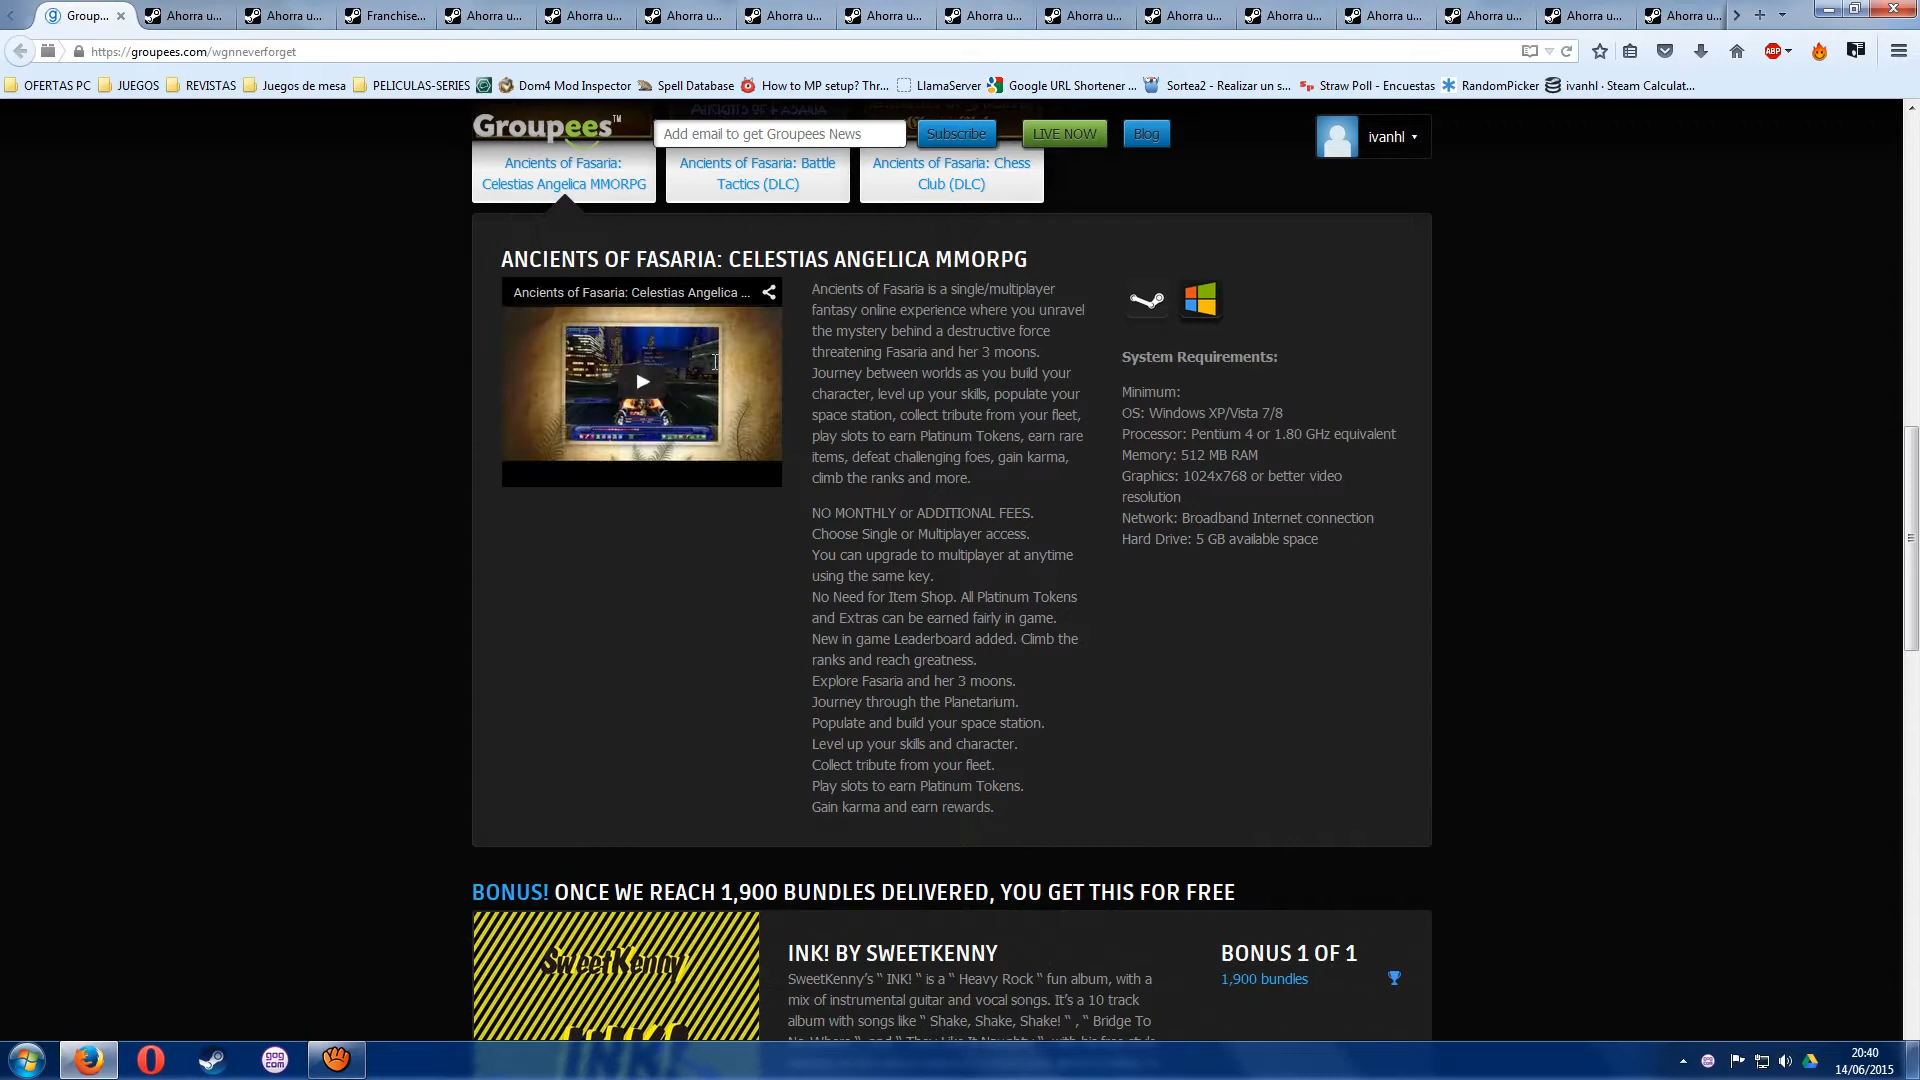 Group...
Ahorra u...
Ahorra u...
Franchise...
Ahorra u...
Ahorra u...
Ahorra u...
Ahorra u...
Ahorra u...
Ahorra u...
Ahorra u...
Ahorra u...
Ahorra u...
Ahorra u...
Ahorra u...
Ahorra u...
Ahorra u...
https://groupees.com/wgnneverforget
ABP
OFERTAS PC
JUEGOS
REVISTAS
Juegos de mesa
PELICULAS-SERIES
Dom4 Mod Inspector
Spell Database
How to MP setup? Thr...
LlamaServer
Google URL Shortener ...
Sortea2 - Realizar un s...
Straw Poll - Encuestas
RandomPicker
ivanhl · Steam Calculat...
Groupees™
Add email to get Groupees News
Subscribe
LIVE NOW
Blog
ivanhl
Ancients of Fasaria:
Celestias Angelica MMORPG
Ancients of Fasaria: Battle
Tactics (DLC)
Ancients of Fasaria: Chess
Club (DLC)
ANCIENTS OF FASARIA: CELESTIAS ANGELICA MMORPG
Ancients of Fasaria: Celestias Angelica ...
Ancients of Fasaria is a single/multiplayer
fantasy online experience where you unravel
the mystery behind a destructive force
threatening Fasaria and her 3 moons.
Journey between worlds as you build your
character, level up your skills, populate your
space station, collect tribute from your fleet,
play slots to earn Platinum Tokens, earn rare
items, defeat challenging foes, gain karma,
climb the ranks and more.
NO MONTHLY or ADDITIONAL FEES.
Choose Single or Multiplayer access.
You can upgrade to multiplayer at anytime
using the same key.
No Need for Item Shop. All Platinum Tokens
and Extras can be earned fairly in game.
New in game Leaderboard added. Climb the
ranks and reach greatness.
Explore Fasaria and her 3 moons.
Journey through the Planetarium.
Populate and build your space station.
Level up your skills and character.
Collect tribute from your fleet.
Play slots to earn Platinum Tokens.
Gain karma and earn rewards.
System Requirements:
Minimum:
OS: Windows XP/Vista 7/8
Processor: Pentium 4 or 1.80 GHz equivalent
Memory: 512 MB RAM
Graphics: 1024x768 or better video
resolution
Network: Broadband Internet connection
Hard Drive: 5 GB available space
BONUS! ONCE WE REACH 1,900 BUNDLES DELIVERED, YOU GET THIS FOR FREE
SweetKenny
INK! BY SWEETKENNY
SweetKenny's " INK! " is a " Heavy Rock " fun album, with a
mix of instrumental guitar and vocal songs. It's a 10 track
album with songs like " Shake, Shake, Shake! " , " Bridge To
BONUS 1 OF 1
1,900 bundles
gog
com
20:40
14/06/2015